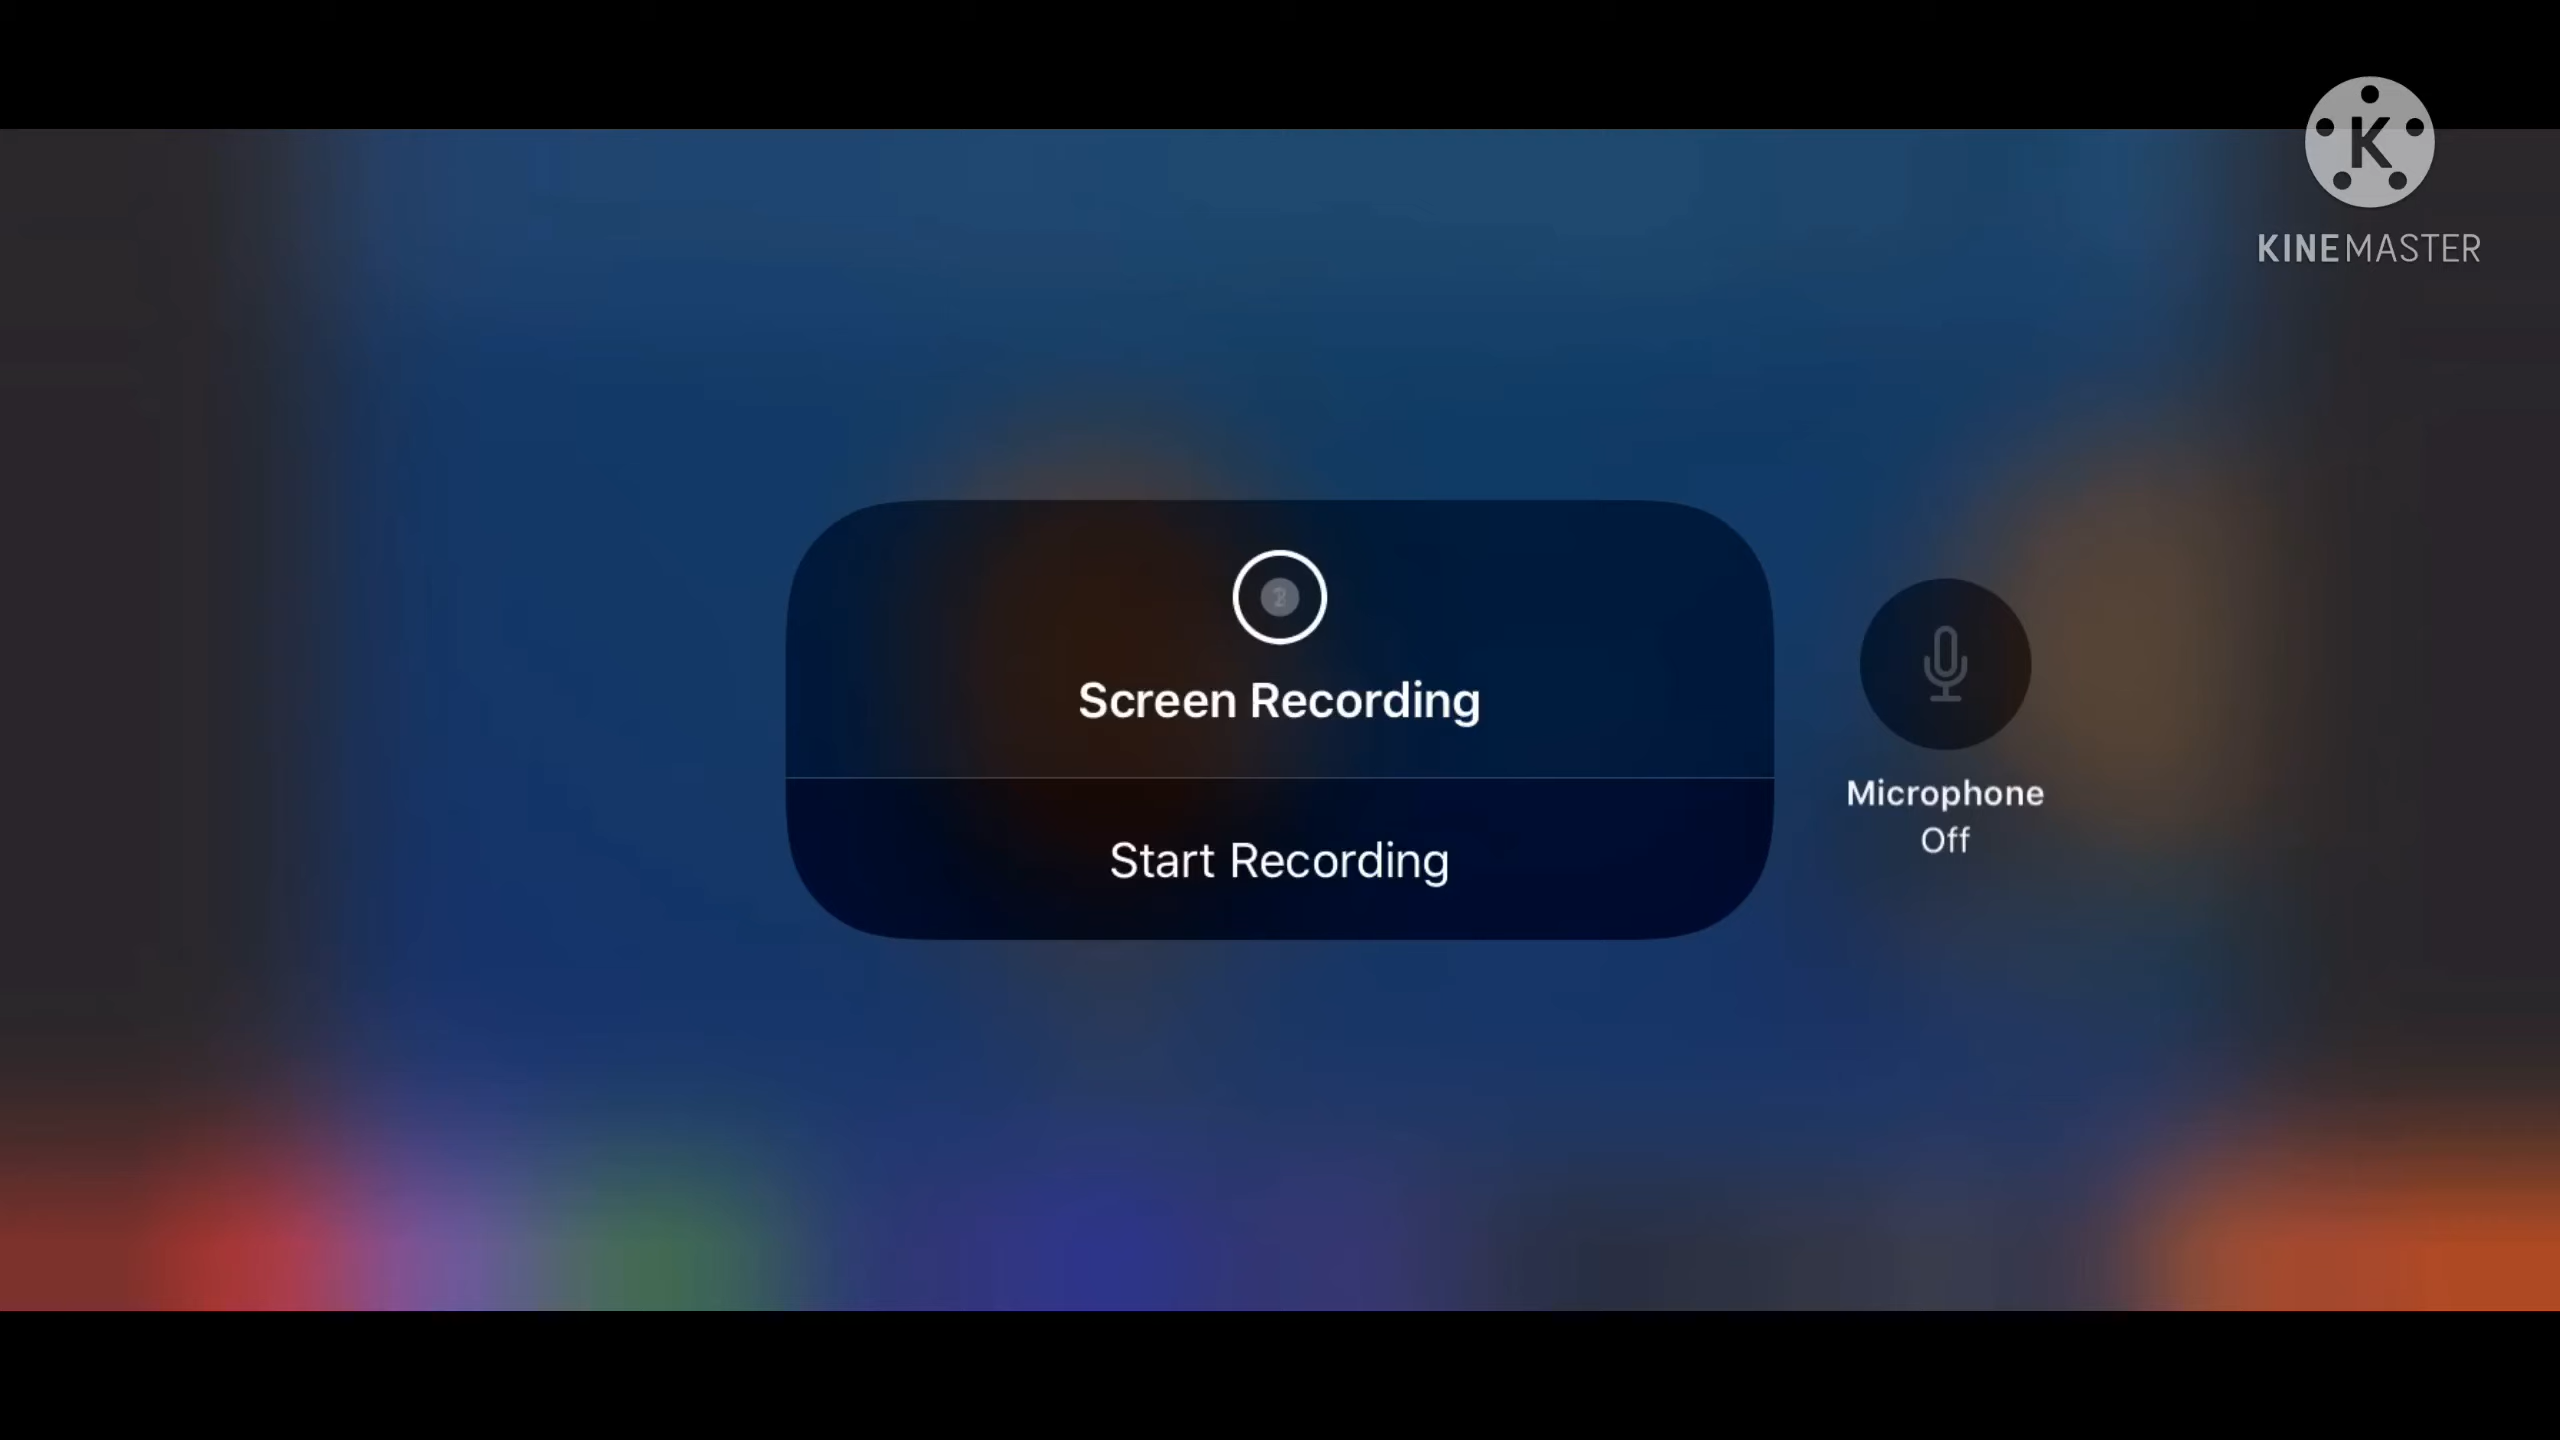 K
KINEMASTER
Screen Recording
Start Recording
Microphone
Off